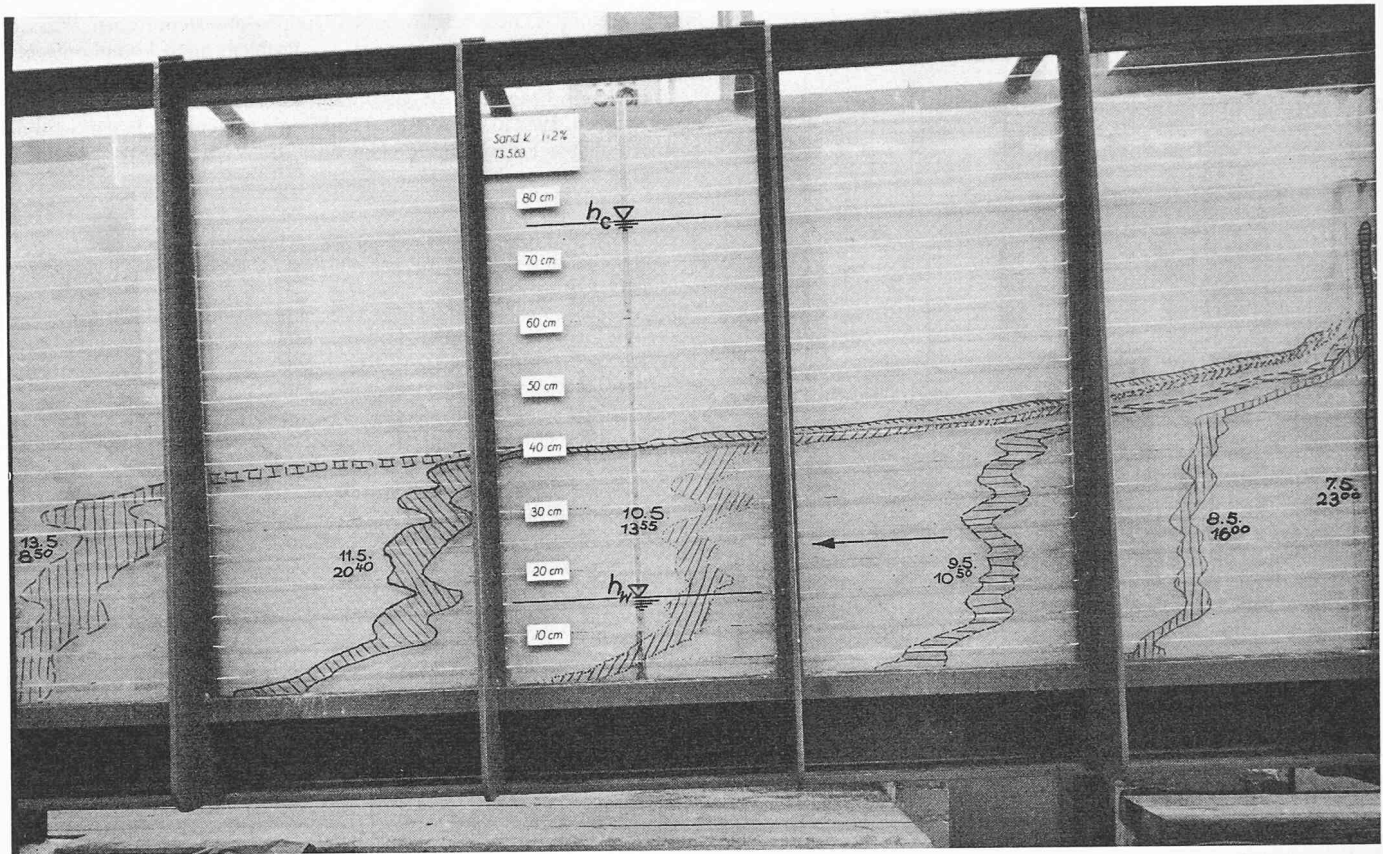 Sand V i=2%
13.5.63
80 cm
hc
70 cm
60 cm
50 cm
40 cm
30 cm
20 cm
hw
10 cm
13.5
8⁵⁰
11.5.
20⁴⁰
10.5
13⁵⁵
9.5.
10⁵⁰
8.5.
16⁰⁰
7.5.
23⁰⁰